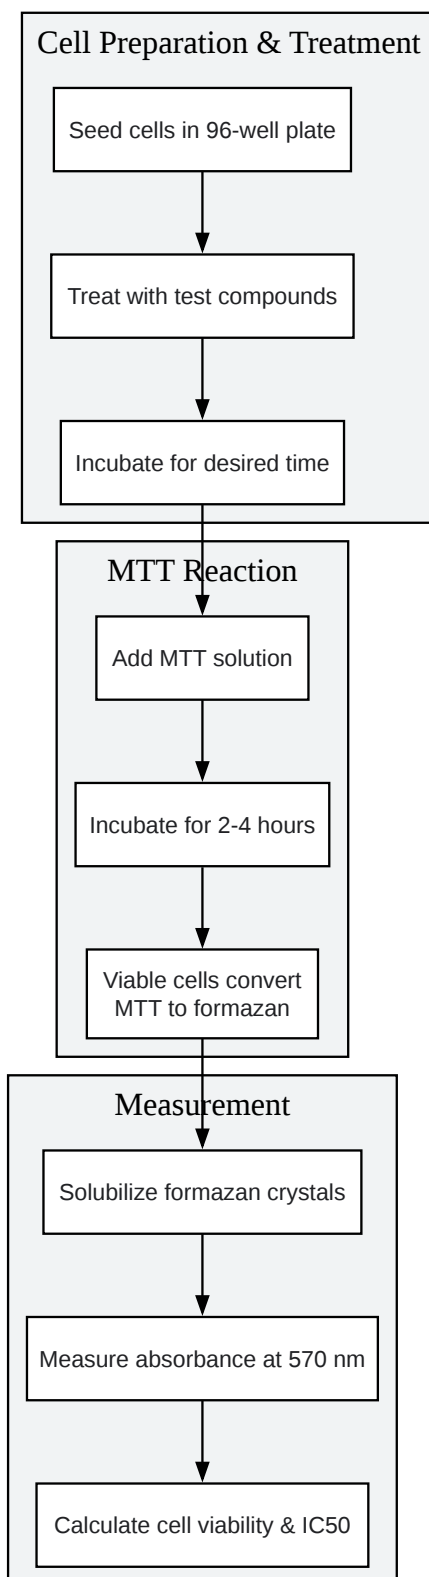 Cell Preparation & Treatment
Seed cells in 96-well plate
Treat with test compounds
Incubate for desired time
MTT Reaction
Add MTT solution
Incubate for 2-4 hours
Viable cells convert
MTT to formazan
Measurement
Solubilize formazan crystals
Measure absorbance at 570 nm
Calculate cell viability & IC50